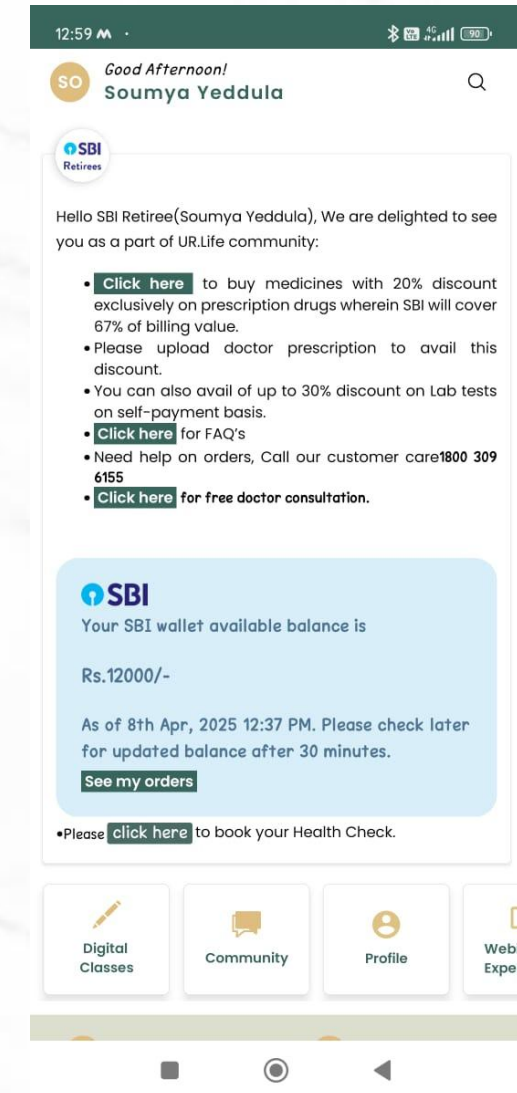 12:59
4G
VoLTE
90
SO
Good Afternoon!
Soumya Yeddula
SBI
Retirees
Hello SBI Retiree(Soumya Yeddula), We are delighted to see
you as a part of UR.Life community:
• Click here to buy medicines with 20% discount
exclusively on prescription drugs wherein SBI will cover
67% of billing value.
• Please upload doctor prescription to avail this
discount.
• You can also avail of up to 30% discount on Lab tests
on self-payment basis.
• Click here for FAQ's
• Need help on orders, Call our customer care1800 309
6155
• Click here for free doctor consultation.
SBI
Your SBI wallet available balance is
Rs.12000/-
As of 8th Apr, 2025 12:37 PM. Please check later
for updated balance after 30 minutes.
See my orders
•Please click here to book your Health Check.
Digital
Classes
Community
Profile
Web
Expe